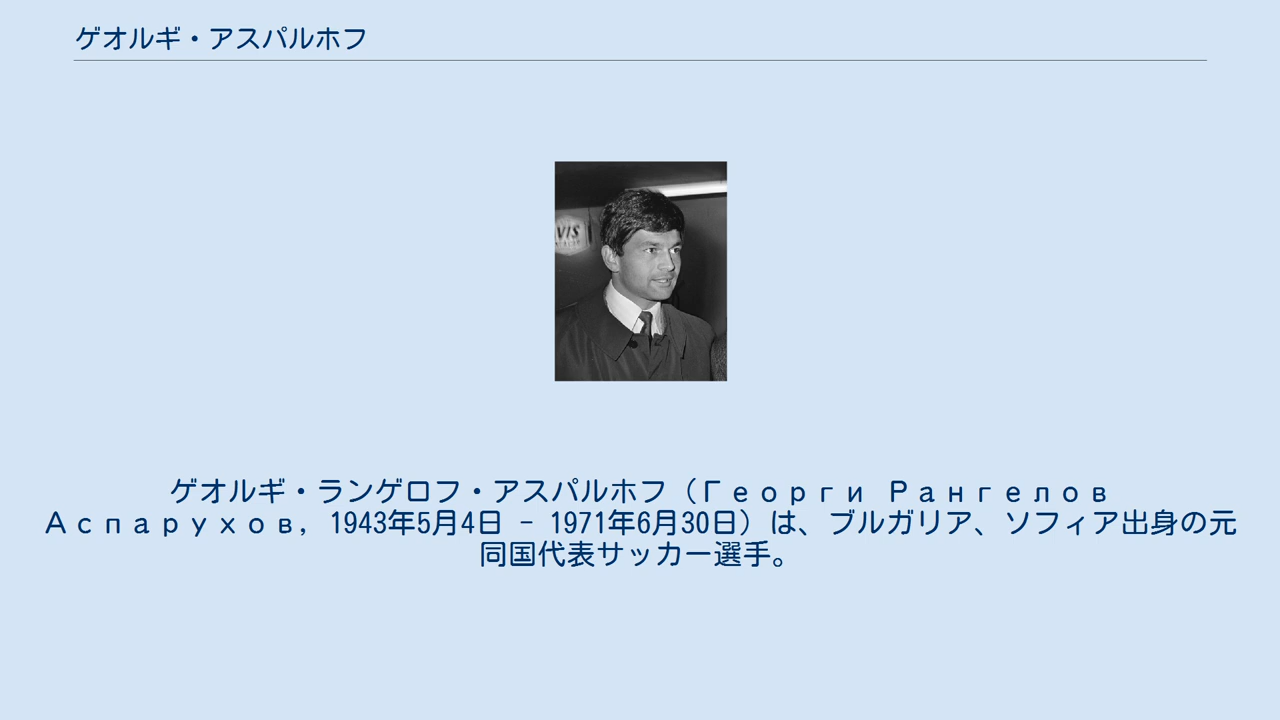 ゲオルギ・アスパルホフ
VIS
ゲオルギ・ランゲロフ・アスパルホフ（Георги Рангелов
Аспарухов, 1943年5月4日 - 1971年6月30日）は、ブルガリア、ソフィア出身の元
同国代表サッカー選手。